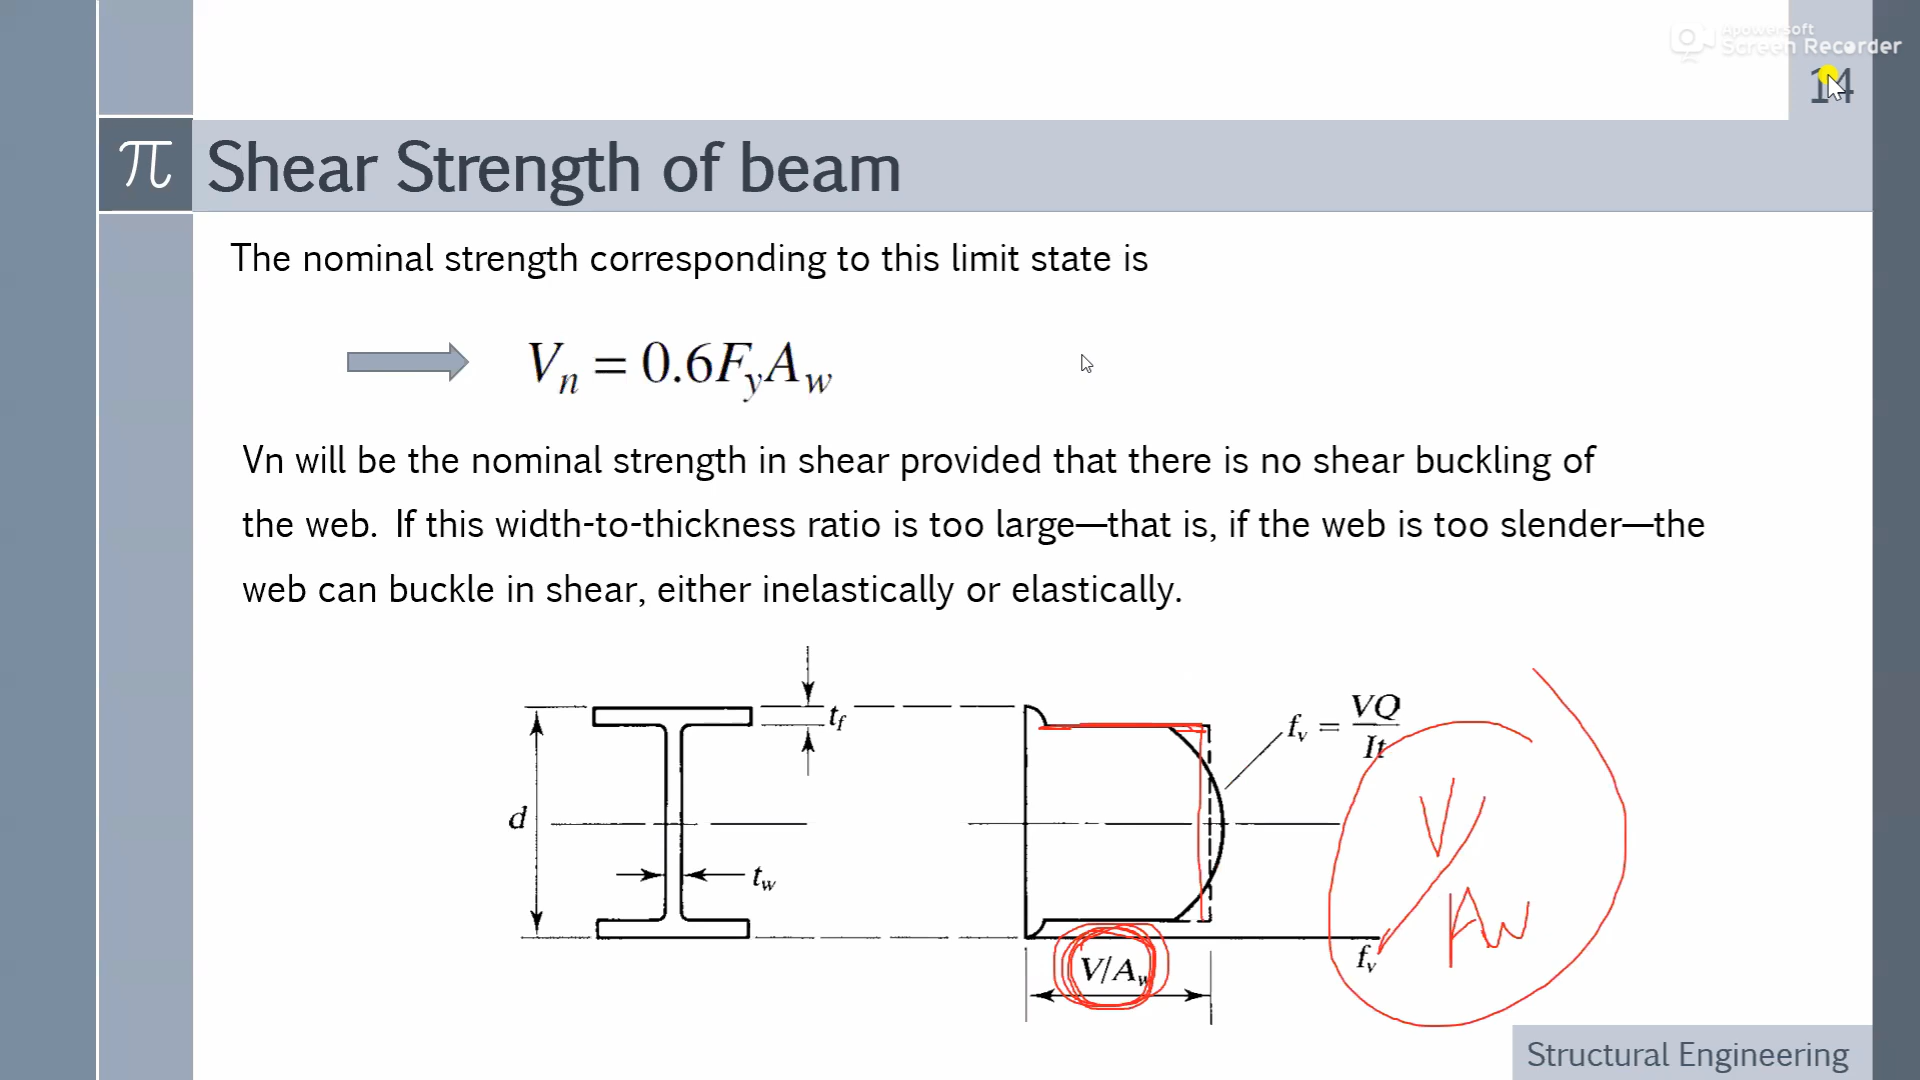 Apowersoft
Screen Recorder
14
π Shear Strength of beam
The nominal strength corresponding to this limit state is
Vn = 0.6FyAw
Vn will be the nominal strength in shear provided that there is no shear buckling of
the web. If this width-to-thickness ratio is too large—that is, if the web is too slender—the
web can buckle in shear, either inelastically or elastically.
tf
fv = VQ
It
d
V
tw
Aw
fv
V/Aw
Structural Engineering